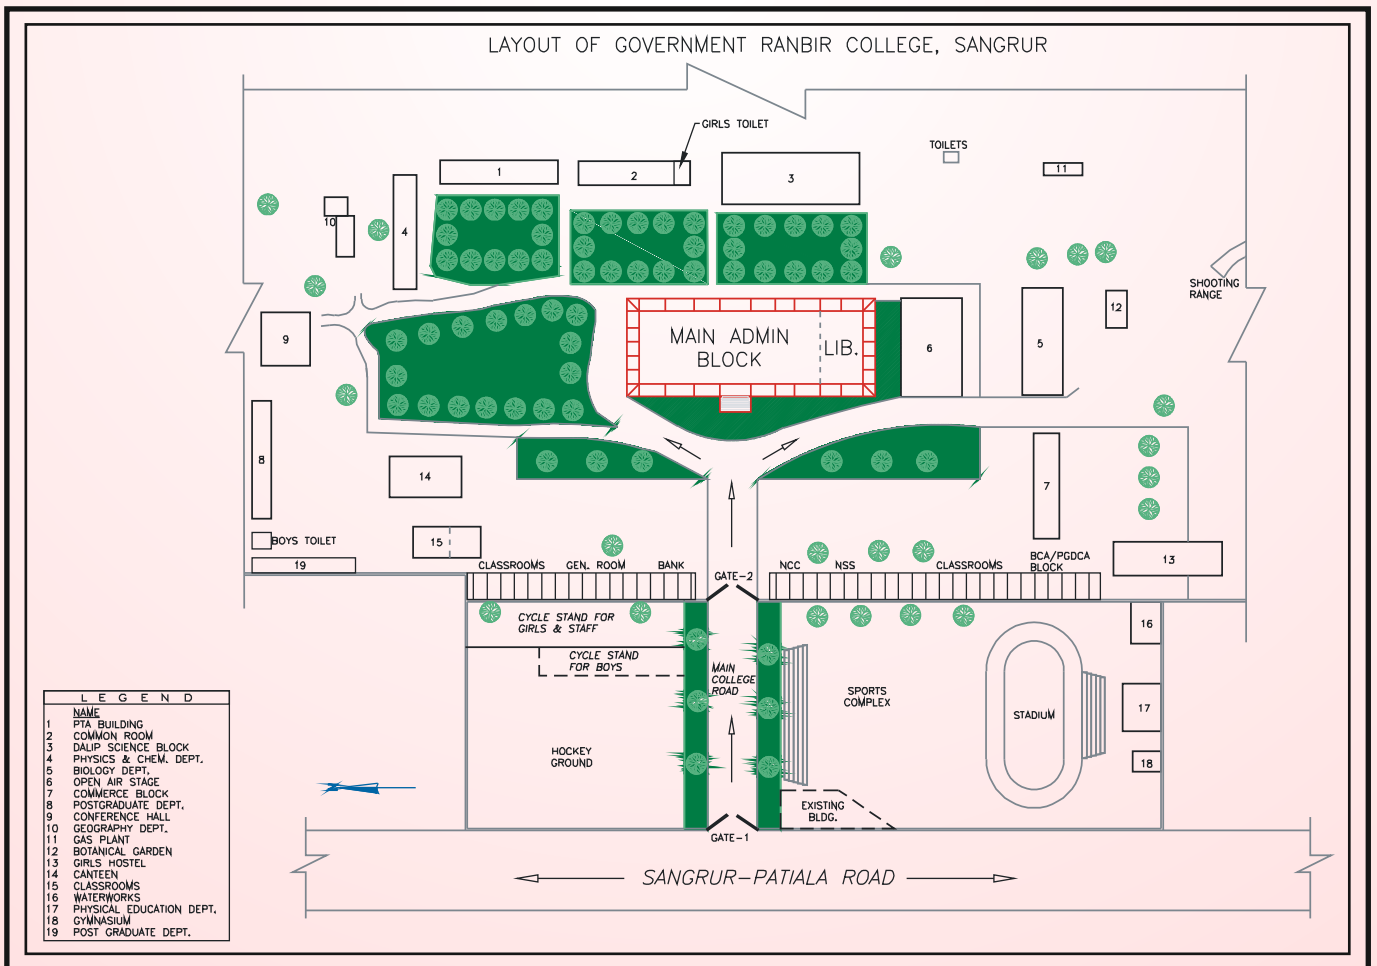 LAYOUT OF GOVERNMENT RANBIR COLLEGE, SANGRUR
GIRLS TOILET
TOILETS
1
2
3
11
4
10
SHOOTING
RANGE
12
9
MAIN ADMIN
BLOCK
LIB.
6
5
8
14
7
15
BOYS TOILET
19
13
CLASSROOMS
GEN. ROOM
BANK
GATE-2
NCC
NSS
CLASSROOMS
BCA/PGDCA
BLOCK
CYCLE STAND FOR
GIRLS & STAFF
CYCLE STAND
FOR BOYS
MAIN
COLLEGE
ROAD
SPORTS
COMPLEX
STADIUM
16
17
18
HOCKEY
GROUND
EXISTING
BLDG.
GATE-1
SANGRUR-PATIALA ROAD
LEGEND
NAME
1 PTA BUILDING
2 COMMON ROOM
3 DALIP SCIENCE BLOCK
4 PHYSICS & CHEM. DEPT.
5 BIOLOGY DEPT.
6 OPEN AIR STAGE
7 COMMERCE BLOCK
8 POSTGRADUATE DEPT.
9 CONFERENCE HALL
10 GEOGRAPHY DEPT.
11 GAS PLANT
12 BOTANICAL GARDEN
13 GIRLS HOSTEL
14 CANTEEN
15 CLASSROOMS
16 WATERWORKS
17 PHYSICAL EDUCATION DEPT.
18 GYMNASIUM
19 POST GRADUATE DEPT.